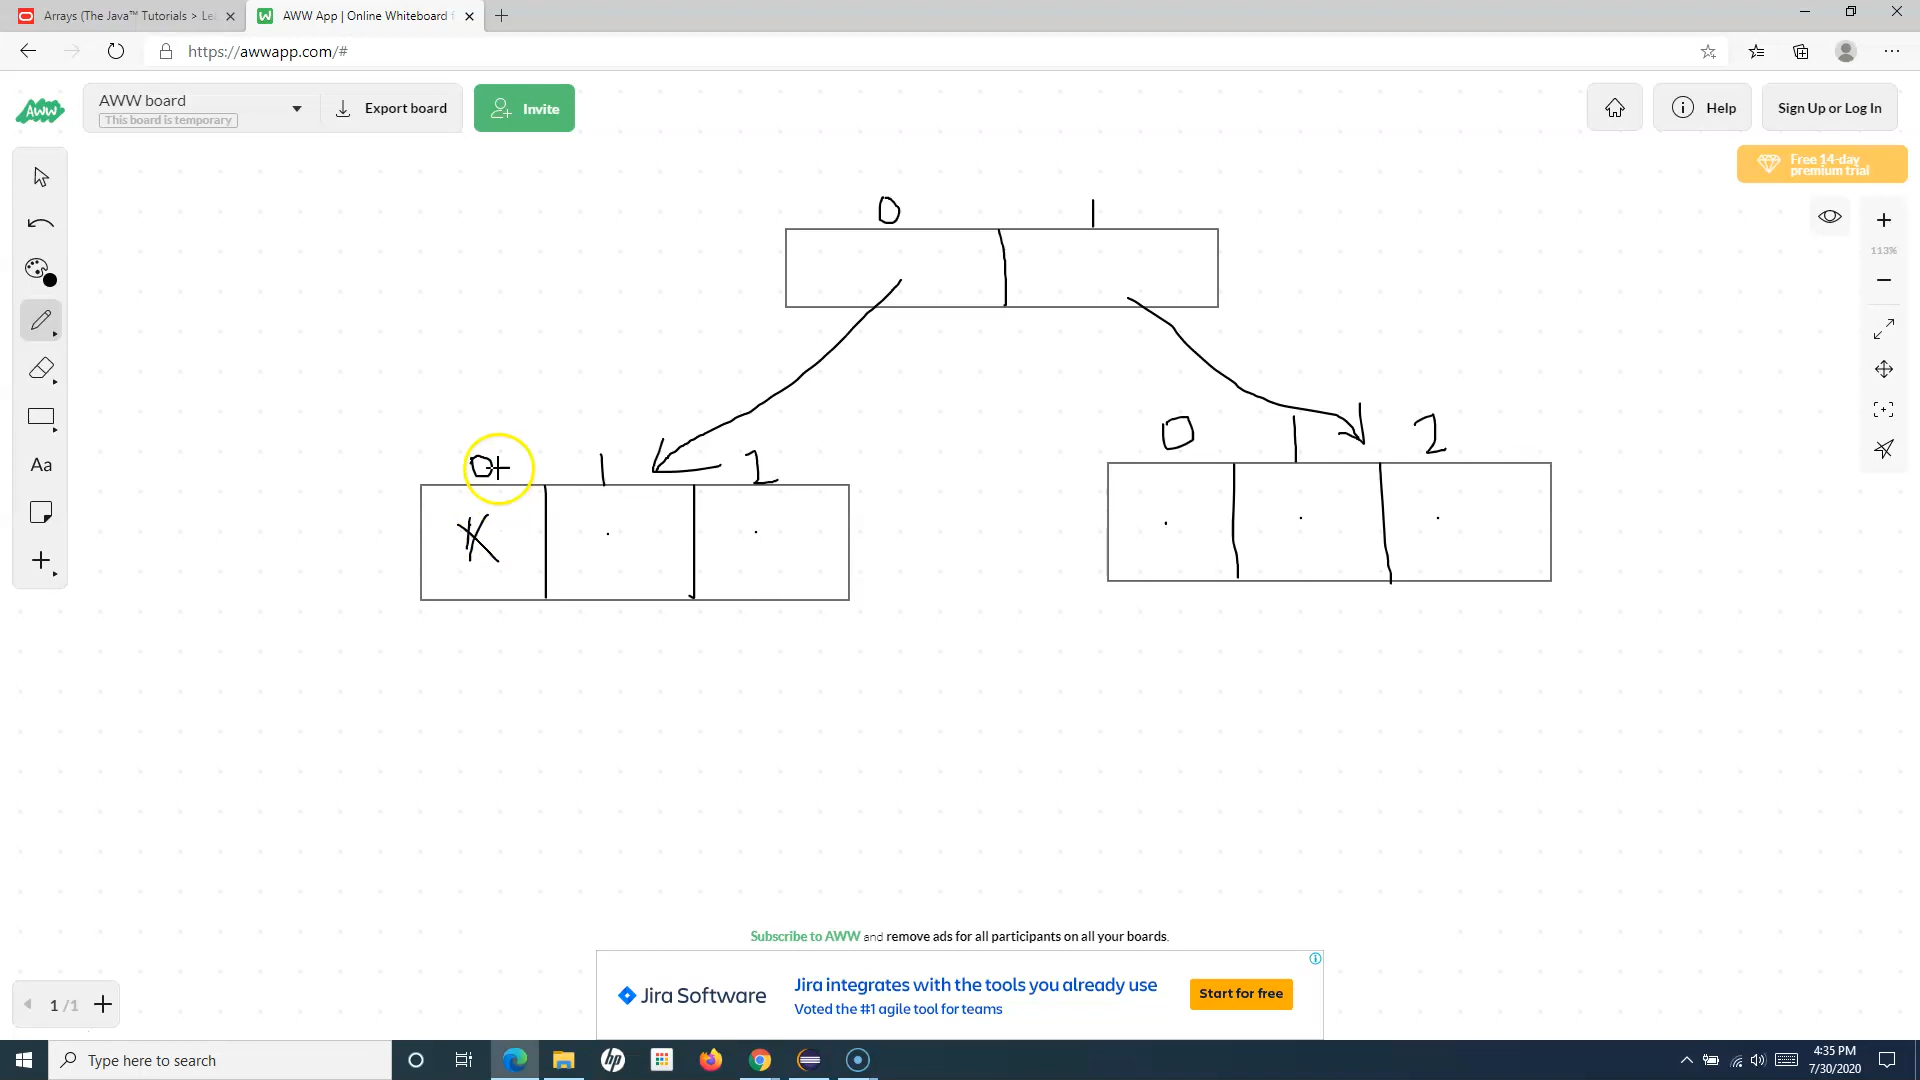 Arrays (The Java™ Tutorials > Le
AWW App | Online Whiteboard
https://awwapp.com/#
AWW
AWW board
This board is temporary
Export board
Invite
Help
Sign Up or Log In
Free 14-day
premium trial
113%
Aa
0 1
0 1 2
0 1 2
X
Subscribe to AWW and remove ads for all participants on all your boards.
Jira Software
Jira integrates with the tools you already use
Voted the #1 agile tool for teams
Start for free
1 /1
Type here to search
hp
4:35 PM
7/30/2020